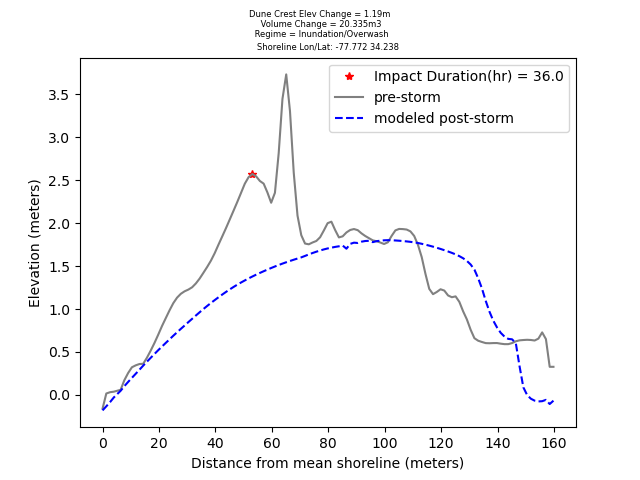 Dune Crest Elev Change = 1.19m
Volume Change = 20.335m3
Regime = Inundation/Overwash
Shoreline Lon/Lat: -77.772 34.238
Impact Duration(hr) = 36.0
pre-storm
modeled post-storm
Elevation (meters)
3.5
3.0
2.5
2.0
1.5
1.0
0.5
0.0
0 20 40 60 80 100 120 140 160
Distance from mean shoreline (meters)